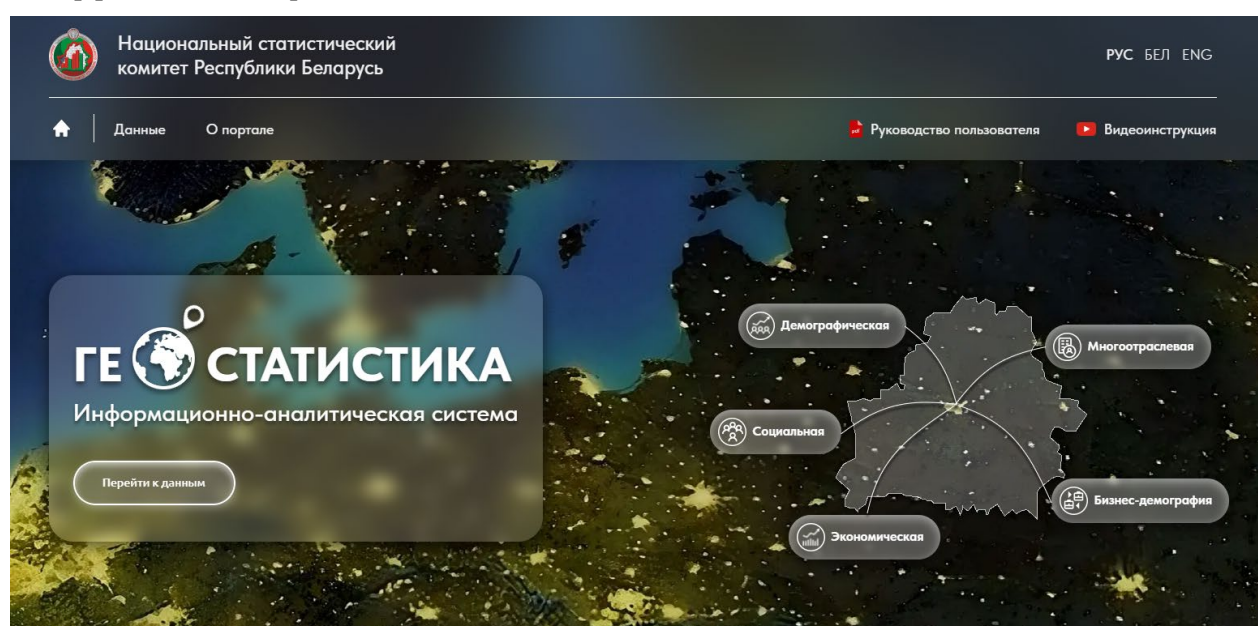 Национальный статистический
комитет Республики Беларусь
РУС БЕЛ ENG
Данные О портале
Руководство пользователя Видеоинструкция
ГЕ СТАТИСТИКА
Информационно-аналитическая система
Перейти к данным
Демографическая
Многоотраслевая
Социальная
Бизнес-демография
Экономическая